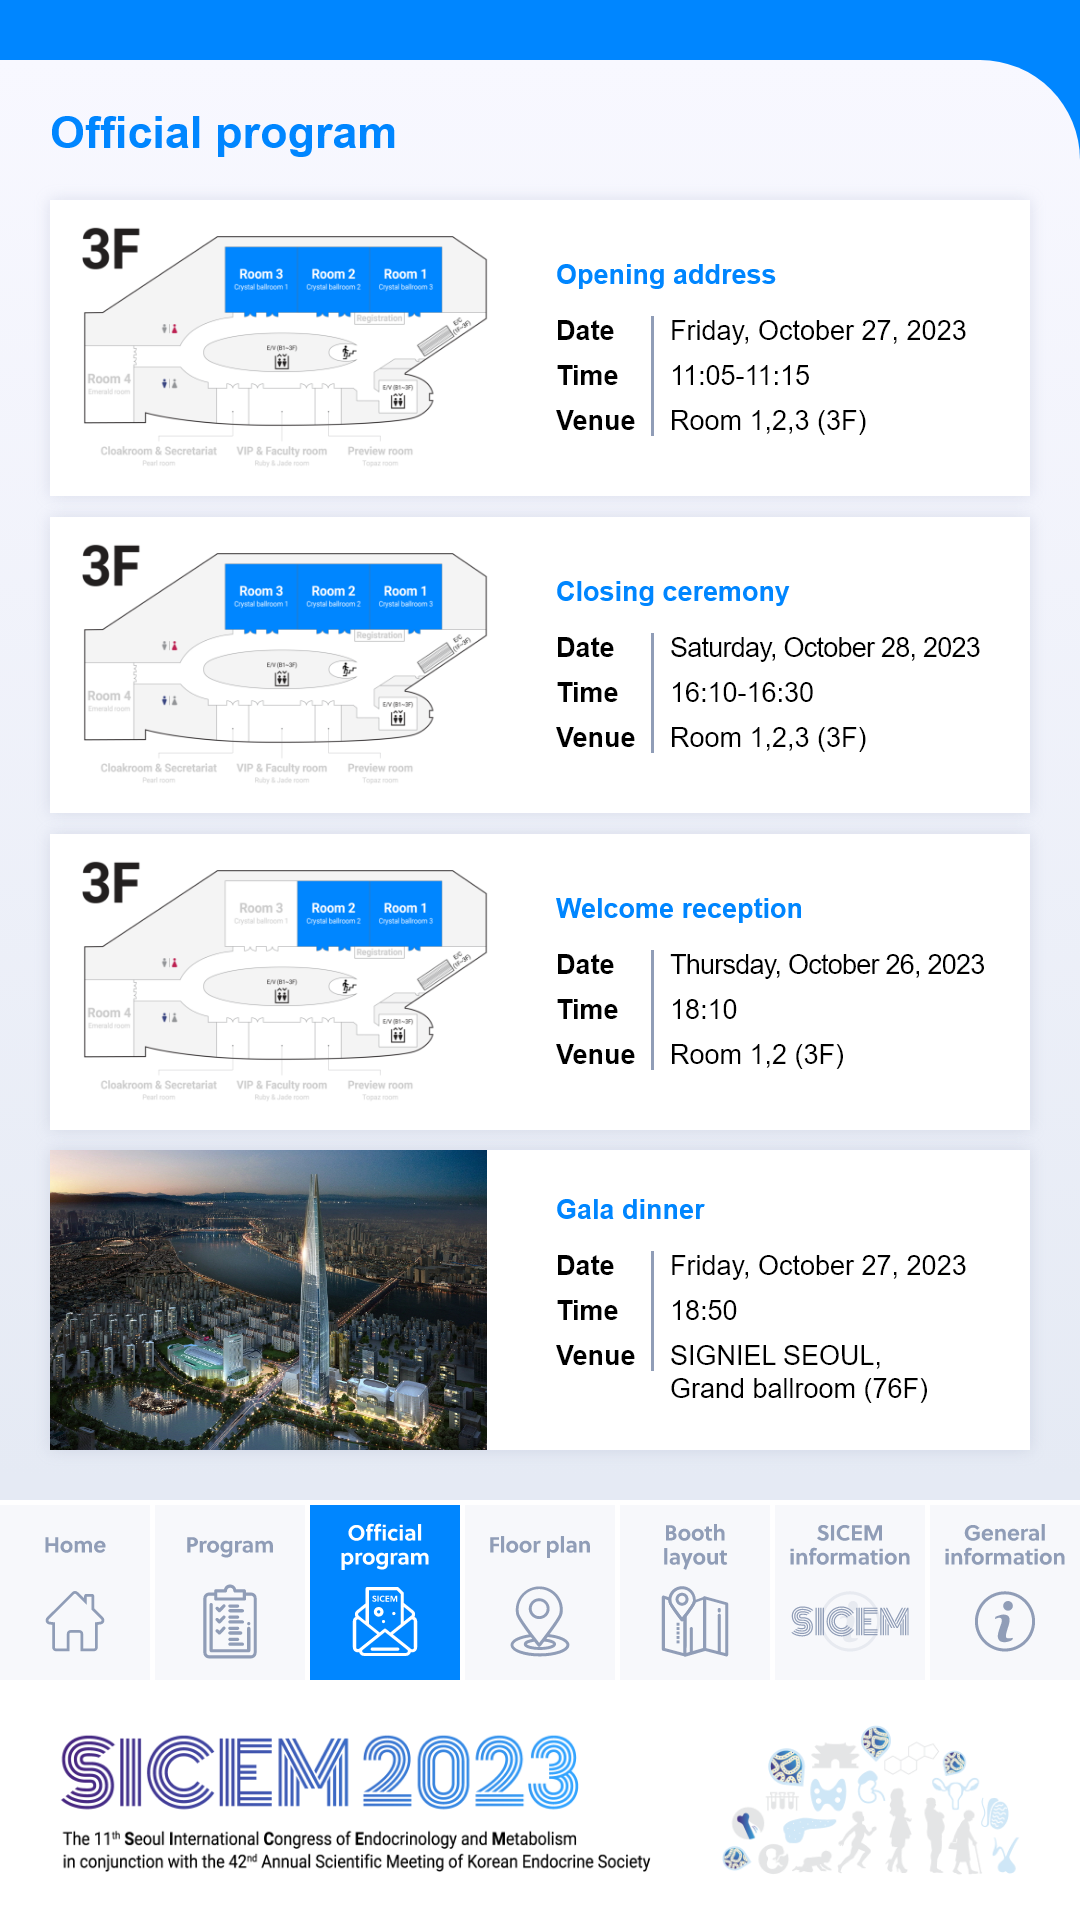 Official program
3F
Room 3
Room 2
Room 1
Crystal ballroom 1
Crystal ballroom 2
Crystal ballroom 3
Registration
E/C
(1F~3F)
E/V (B1~3F)
Room 4
Emerald room
E/V (B1~3F)
Cloakroom & Secretariat
VIP & Faculty room
Preview room
Pearl room
Ruby & Jade room
Topaz room
Opening address
Date Friday, October 27, 2023
Time 11:05-11:15
Venue Room 1,2,3 (3F)
3F
Room 3
Room 2
Room 1
Crystal ballroom 1
Crystal ballroom 2
Crystal ballroom 3
Registration
E/C
(1F~3F)
E/V (B1~3F)
Room 4
Emerald room
E/V (B1~3F)
Cloakroom & Secretariat
VIP & Faculty room
Preview room
Pearl room
Ruby & Jade room
Topaz room
Closing ceremony
Date Saturday, October 28, 2023
Time 16:10-16:30
Venue Room 1,2,3 (3F)
3F
Room 3
Room 2
Room 1
Crystal ballroom 1
Crystal ballroom 2
Crystal ballroom 3
Registration
E/C
(1F~3F)
E/V (B1~3F)
Room 4
Emerald room
E/V (B1~3F)
Cloakroom & Secretariat
VIP & Faculty room
Preview room
Pearl room
Ruby & Jade room
Topaz room
Welcome reception
Date Thursday, October 26, 2023
Time 18:10
Venue Room 1,2 (3F)
Gala dinner
Date Friday, October 27, 2023
Time 18:50
Venue SIGNIEL SEOUL,
Grand ballroom (76F)
Home
Program
Official
program
SICEM
Floor plan
Booth
layout
SICEM
information
SICEM
General
information
i
SICEM 2023
The 11th Seoul International Congress of Endocrinology and Metabolism
in conjunction with the 42nd Annual Scientific Meeting of Korean Endocrine Society